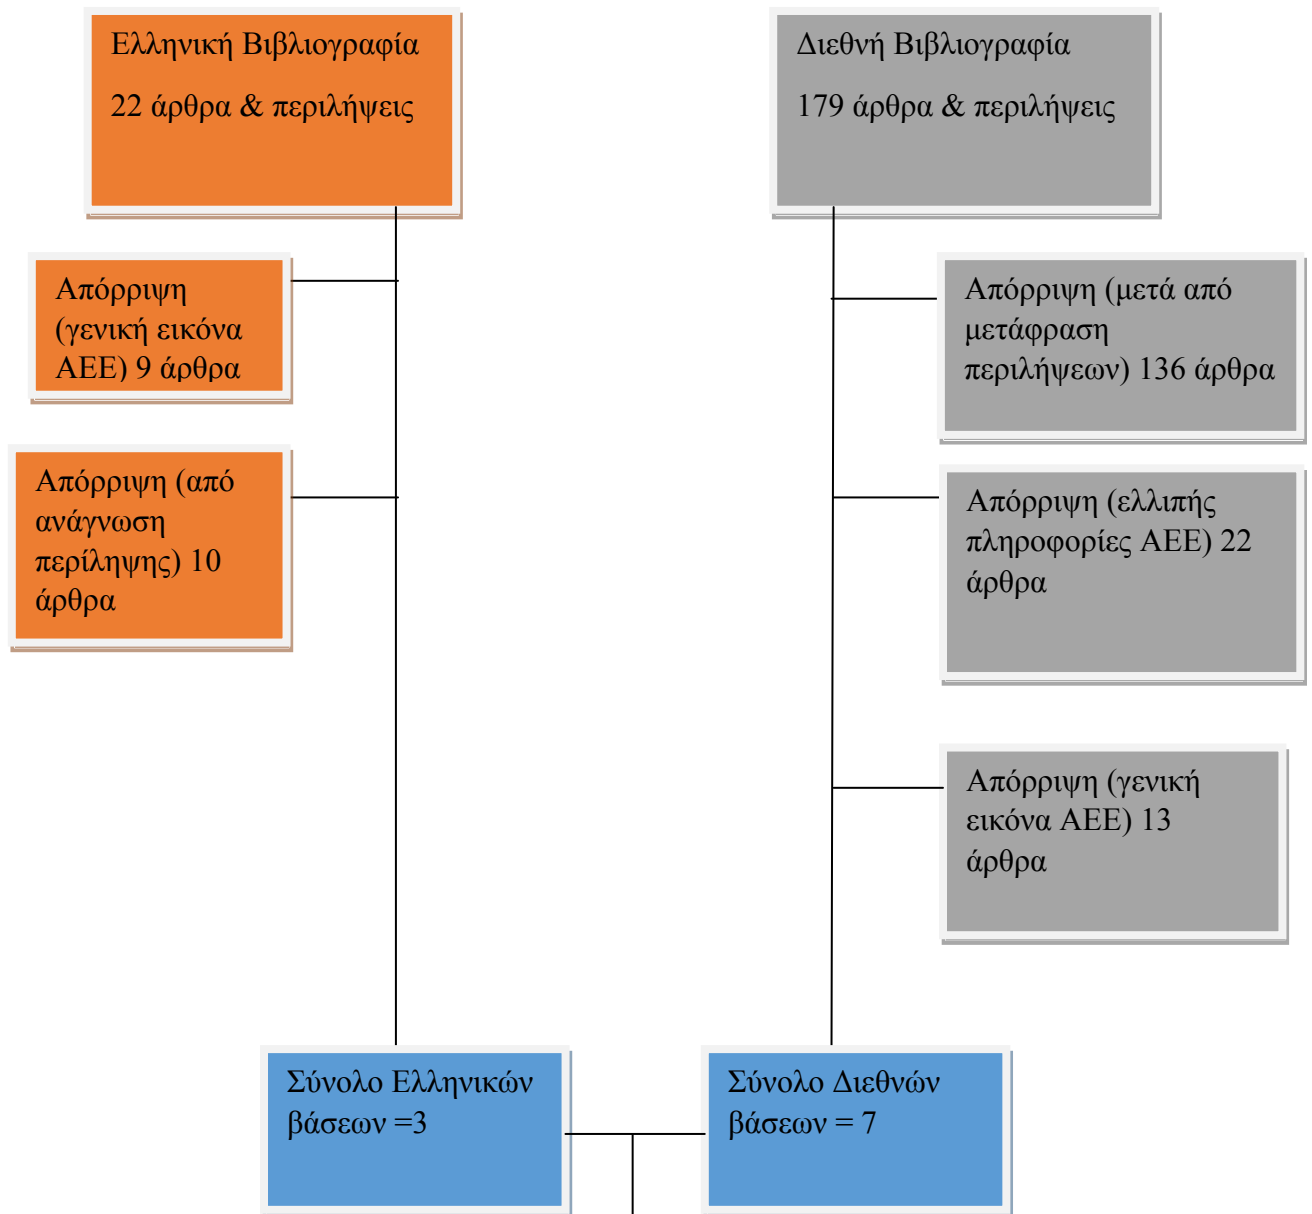 Ελληνική Βιβλιογραφία
22 άρθρα & περιλήψεις
Διεθνή Βιβλιογραφία
179 άρθρα & περιλήψεις
Απόρριψη
(γενική εικόνα
ΑΕΕ) 9 άρθρα
Απόρριψη (μετά από
μετάφραση
περιλήψεων) 136 άρθρα
Απόρριψη (από
ανάγνωση
περίληψης) 10
άρθρα
Απόρριψη (ελλιπής
πληροφορίες ΑΕΕ) 22
άρθρα
Απόρριψη (γενική
εικόνα ΑΕΕ) 13
άρθρα
Σύνολο Ελληνικών
βάσεων =3
Σύνολο Διεθνών
βάσεων = 7